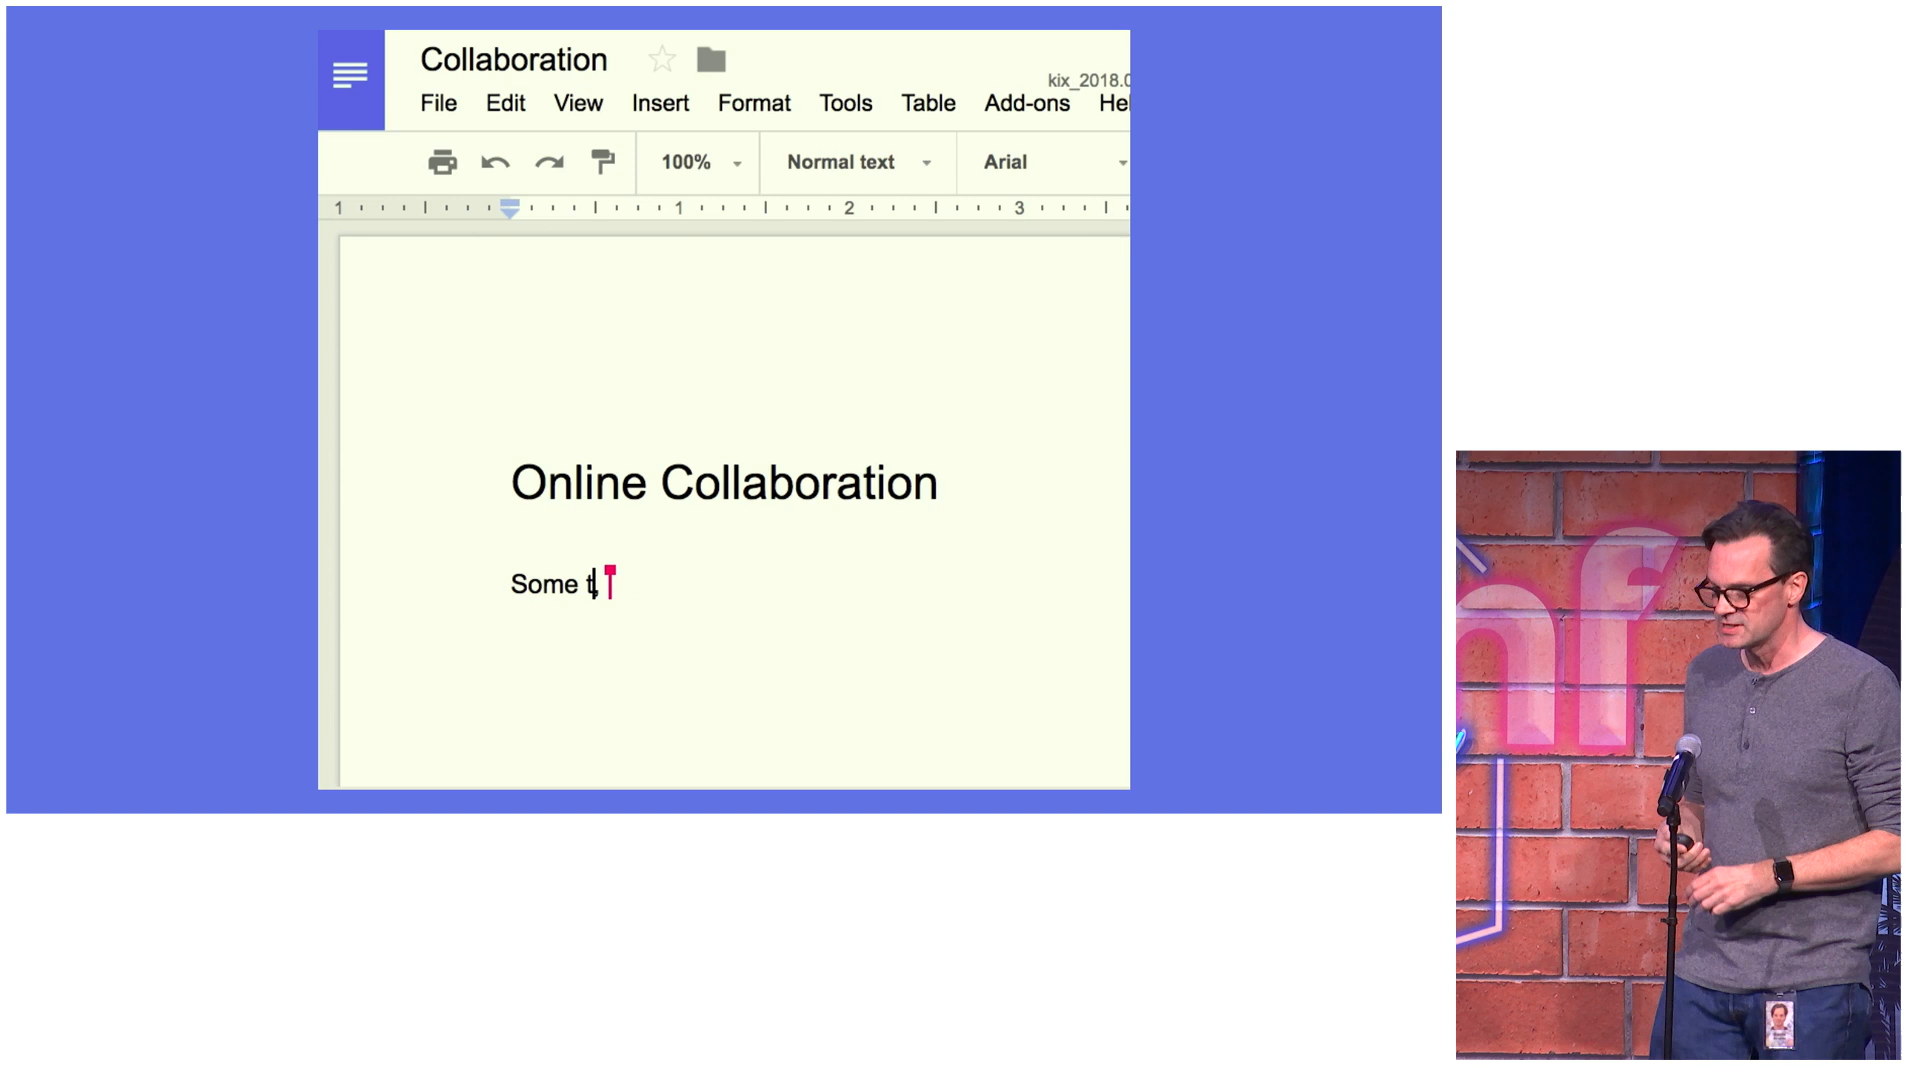 Collaboration
kix_2018.0
File Edit View Insert Format Tools Table Add-ons Hel
100% Normal text Arial
1 1 2 3
Online Collaboration
Some t,
nf